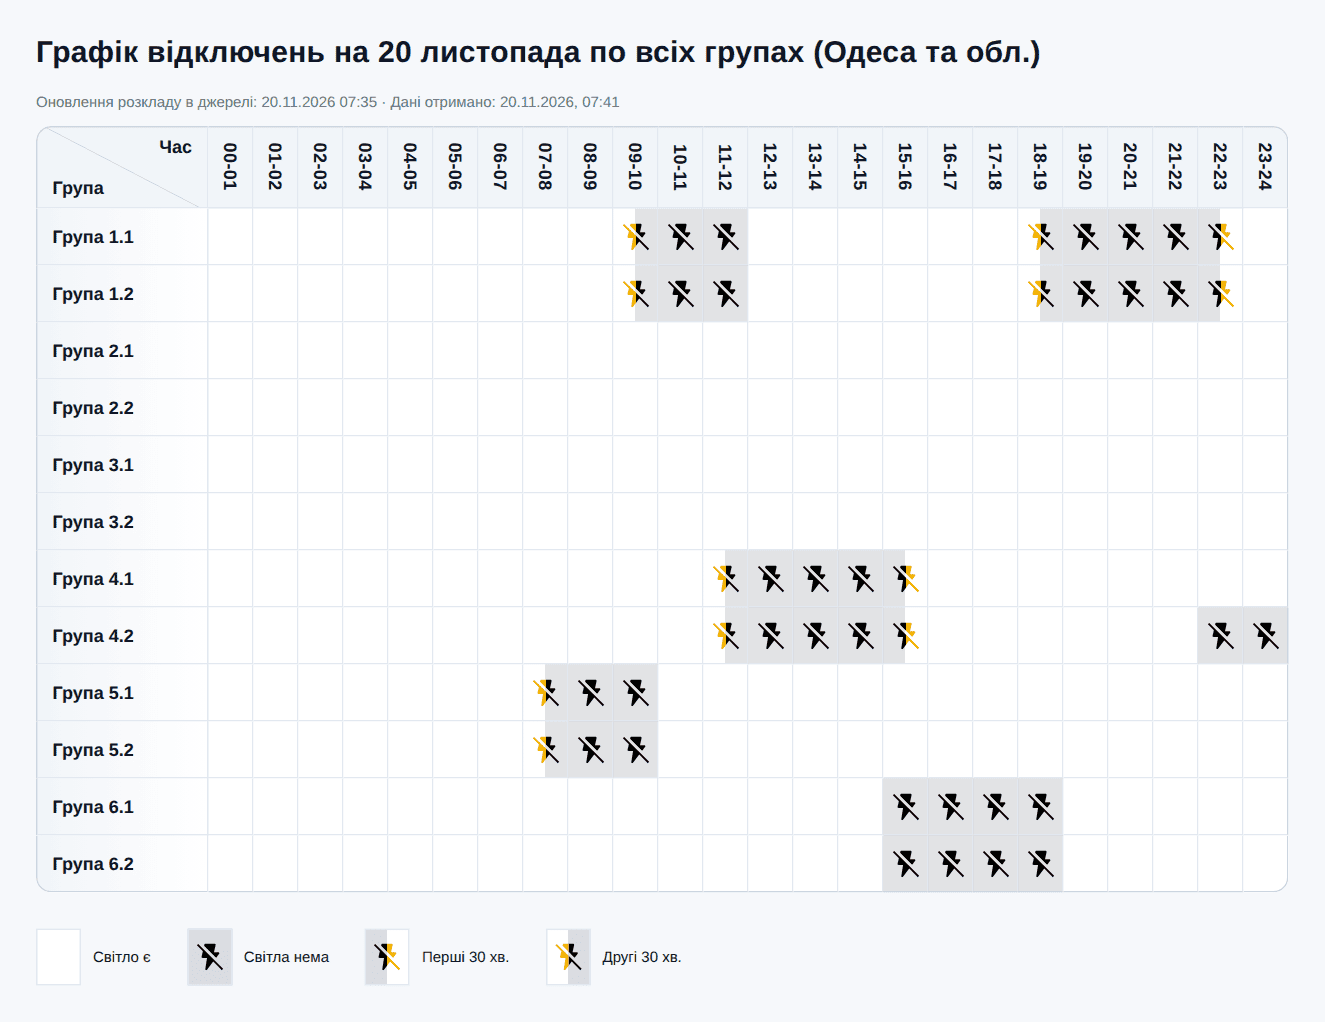 Графік відключень на 20 листопада по всіх групах (Одеса та обл.)
Оновлення розкладу в джерелі: 20.11.2026 07:35 · Дані отримано: 20.11.2026, 07:41
Час
Група
00-01 01-02 02-03 03-04 04-05 05-06 06-07 07-08 08-09 09-10 10-11 11-12 12-13 13-14 14-15 15-16 16-17 17-18 18-19 19-20 20-21 21-22 22-23 23-24
Група 1.1
Група 1.2
Група 2.1
Група 2.2
Група 3.1
Група 3.2
Група 4.1
Група 4.2
Група 5.1
Група 5.2
Група 6.1
Група 6.2
Світло є Світла нема Перші 30 хв. Другі 30 хв.